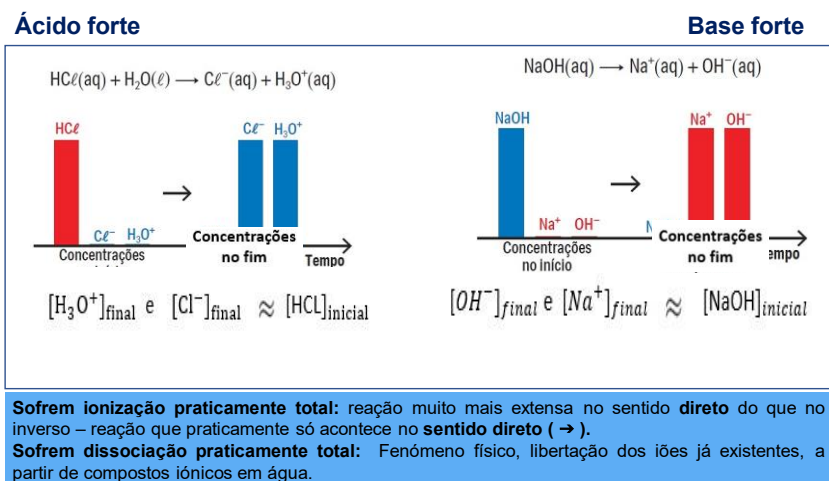 Ácido forte
Base forte
HCℓ(aq) + H₂O(ℓ) → Cℓ⁻(aq) + H₃O⁺(aq)
NaOH(aq) → Na⁺(aq) + OH⁻(aq)
HCℓ
Cℓ⁻ H₃O⁺
NaOH
Na⁺ OH⁻
→
→
Cℓ⁻ H₃O⁺
Na⁺ OH⁻
N
Concentrações
Concentrações
no fim
Tempo
Concentrações
no início
Concentrações
no fim
empo
[H₃O⁺]final e [Cl⁻]final ≈ [HCL]inicial
[OH⁻]final e [Na⁺]final ≈ [NaOH]inicial
Sofrem ionização praticamente total: reação muito mais extensa no sentido direto do que no
inverso – reação que praticamente só acontece no sentido direto ( → ).
Sofrem dissociação praticamente total: Fenómeno físico, libertação dos iões já existentes, a
partir de compostos iónicos em água.